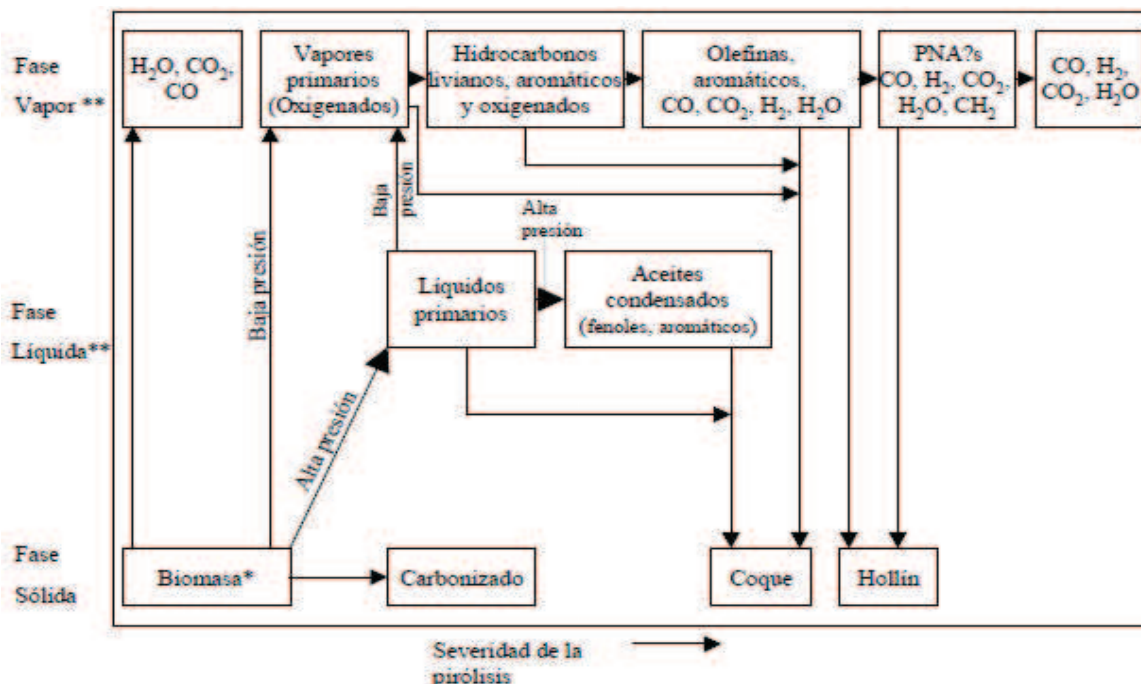 Fase
Vapor **
H₂O, CO₂,
CO
Vapores
primarios
(Oxigenados)
Hidrocarbonos
livianos, aromáticos
y oxigenados
Olefinas,
aromáticos,
CO, CO₂, H₂, H₂O
PNA?s
CO, H₂, CO₂,
H₂O, CH₂
CO, H₂,
CO₂, H₂O
Baja presión
Baja
presión
Alta
presión
Fase
Líquida**
Líquidos
primarios
Aceites
condensados
(fenoles, aromáticos)
Alta presión
Fase
Sólida
Biomasa*
Carbonizado
Coque
Hollín
Severidad de la
pirólisis